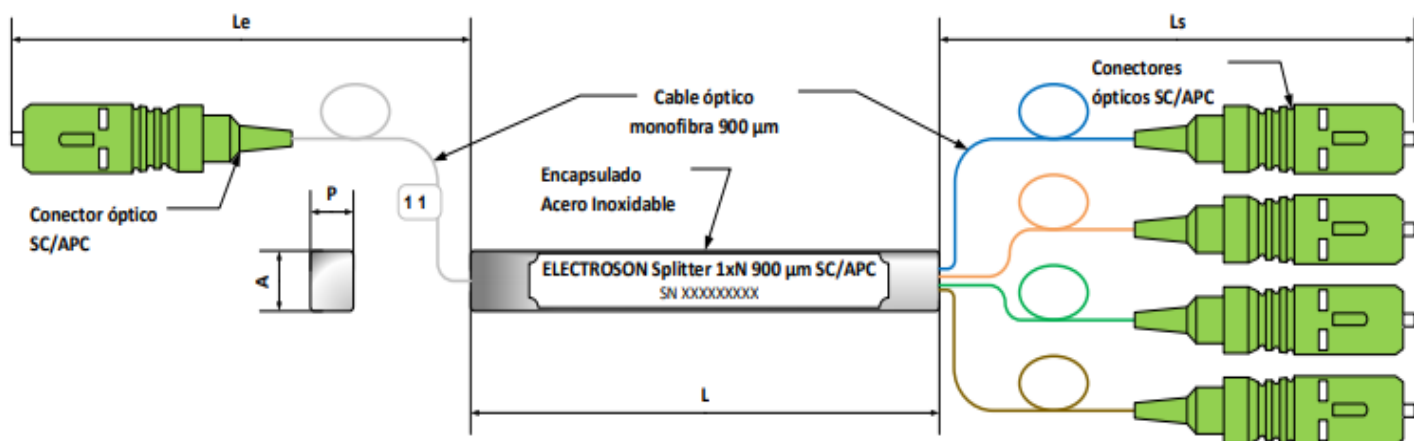 Le
Ls
Conectores
ópticos SC/APC
Cable óptico
monofibra 900 µm
Encapsulado
Acero Inoxidable
P
1 1
Conector óptico
SC/APC
A
ELECTROSON Splitter 1xN 900 µm SC/APC
SN XXXXXXXXX
L